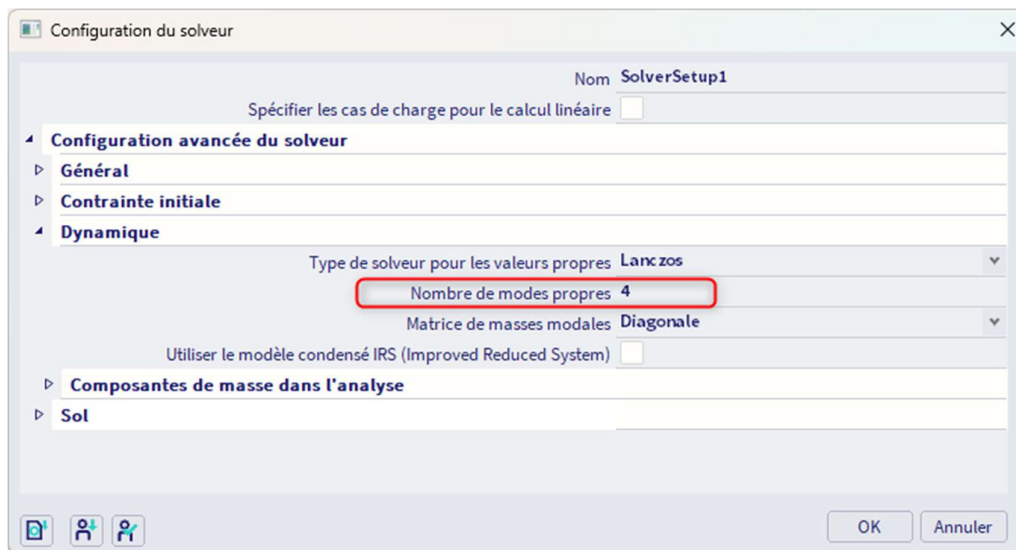 Configuration du solveur
Nom SolverSetup1
Spécifier les cas de charge pour le calcul linéaire
Configuration avancée du solveur
Général
Contrainte initiale
Dynamique
Type de solveur pour les valeurs propres Lanczos
Nombre de modes propres 4
Matrice de masses modales Diagonale
Utiliser le modèle condensé IRS (Improved Reduced System)
Composantes de masse dans l'analyse
Sol
OK Annuler